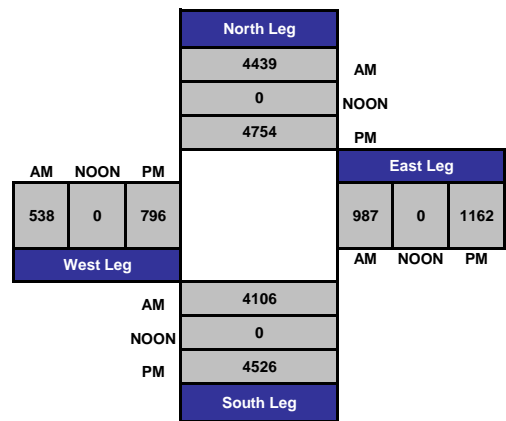 North Leg
4439 AM
0 NOON
4754 PM
AM NOON PM
East Leg
538 0 796
987 0 1162
West Leg
AM NOON PM
AM 4106
NOON 0
PM 4526
South Leg